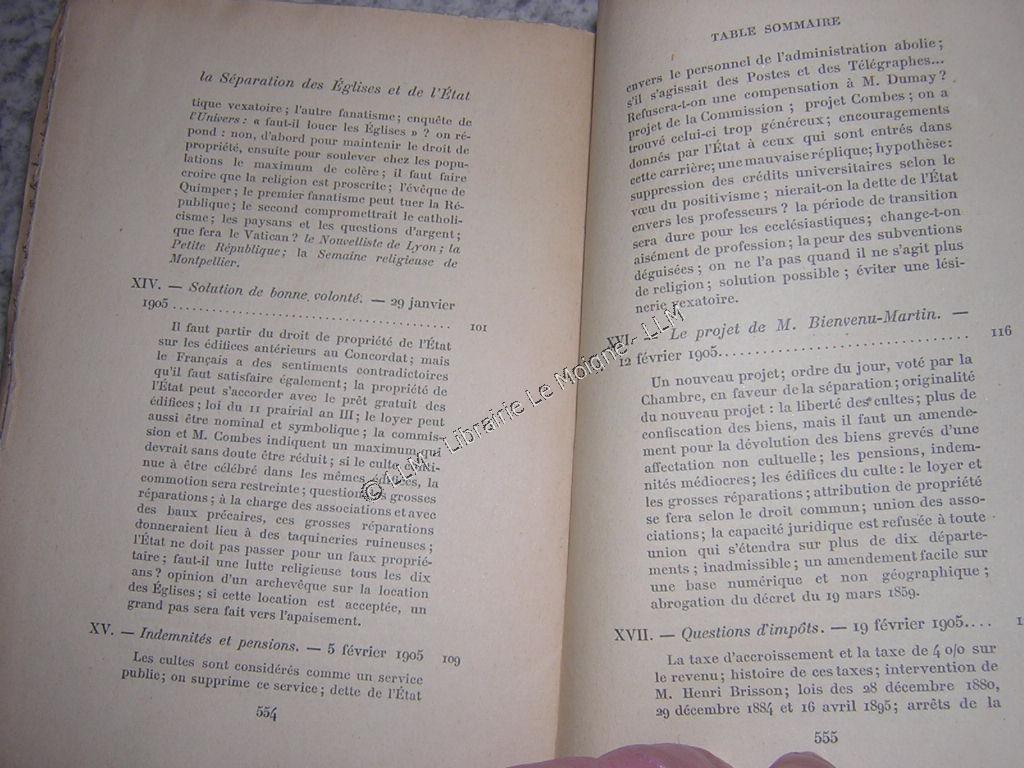 la Séparation des Églises et de l'État
tique vexatoire; l'autre fanatisme; enquête de
l'Univers: « faut-il louer les Églises » ? on ré-
pond : non, d'abord pour maintenir le droit de
propriété, ensuite pour soulever chez les popu-
lations le maximum de colère; il faut faire
croire que la religion est proscrite; l'évêque de
Quimper; le premier fanatisme peut tuer la Ré-
publique; le second compromettrait le catholi-
cisme; les paysans et les questions d'argent;
que fera le Vatican? le Nouvelliste de Lyon; la
Petite République; la Semaine religieuse de
Montpellier.
XIV. — Solution de bonne volonté. — 29 janvier
1905 .................................... 101
Il faut partir du droit de propriété de l'État
sur les édifices antérieurs au Concordat; mais
le Français a des sentiments contradictoires
qu'il faut satisfaire également; la propriété de
l'État peut s'accorder avec le prêt gratuit des
édifices; loi du 11 prairial an III; le loyer peut
aussi être nominal et symbolique; la commis-
sion et M. Combes indiquent un maximum qui
devrait sans doute être réduit; si le culte conti-
nue à être célébré dans les mêmes édifices, la
commotion sera restreinte; question des grosses
réparations; à la charge des associations et avec
des baux précaires, ces grosses réparations
donneraient lieu à des taquineries ruineuses;
l'État ne doit pas passer pour un faux proprié-
taire; faut-il une lutte religieuse tous les dix
ans? opinion d'un archevêque sur la location
des Églises; si cette location est acceptée, un
grand pas sera fait vers l'apaisement.
XV. — Indemnités et pensions. — 5 février 1905 109
Les cultes sont considérés comme un service
public; on supprime ce service; dette de l'État
554
TABLE SOMMAIRE
envers le personnel de l'administration abolie;
s'il s'agissait des Postes et des Télégraphes...
Refusera-t-on une compensation à M. Dumay?
projet de la Commission; projet Combes; on a
trouvé celui-ci trop généreux; encouragements
donnés par l'État à ceux qui sont entrés dans
cette carrière; une mauvaise réplique; hypothèse:
suppression des crédits universitaires selon le
vœu du positivisme; nierait-on la dette de l'État
envers les professeurs? la période de transition
sera dure pour les ecclésiastiques; change-t-on
aisément de profession; la peur des subventions
déguisées; on ne l'a pas quand il ne s'agit plus
de religion; solution possible; éviter une lési-
nerie vexatoire.
XVI. — Le projet de M. Bienvenu-Martin. —
12 février 1905.............................. 116
Un nouveau projet; ordre du jour, voté par la
Chambre, en faveur de la séparation; originalité
du nouveau projet : la liberté des cultes; plus de
confiscation des biens, mais il faut un amende-
ment pour la dévolution des biens grevés d'une
affectation non cultuelle; les pensions, indem-
nités médiocres; les édifices du culte : le loyer et
les grosses réparations; attribution de propriété
se fera selon le droit commun; union des asso-
ciations; la capacité juridique est refusée à toute
union qui s'étendra sur plus de dix départe-
ments; inadmissible; un amendement facile sur
une base numérique et non géographique;
abrogation du décret du 19 mars 1859.
XVII. — Questions d'impôts. — 19 février 1905....
La taxe d'accroissement et la taxe de 4 o/o sur
le revenu; histoire de ces taxes; intervention de
M. Henri Brisson; lois des 28 décembre 1880,
29 décembre 1884 et 16 avril 1895; arrêts de la
555
© LLM - Librairie Le Moigne - LLM